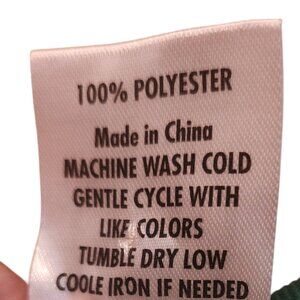 100% POLYESTER
Made in China
MACHINE WASH COLD
GENTLE CYCLE WITH
LIKE COLORS
TUMBLE DRY LOW
COOLE IRON IF NEEDED